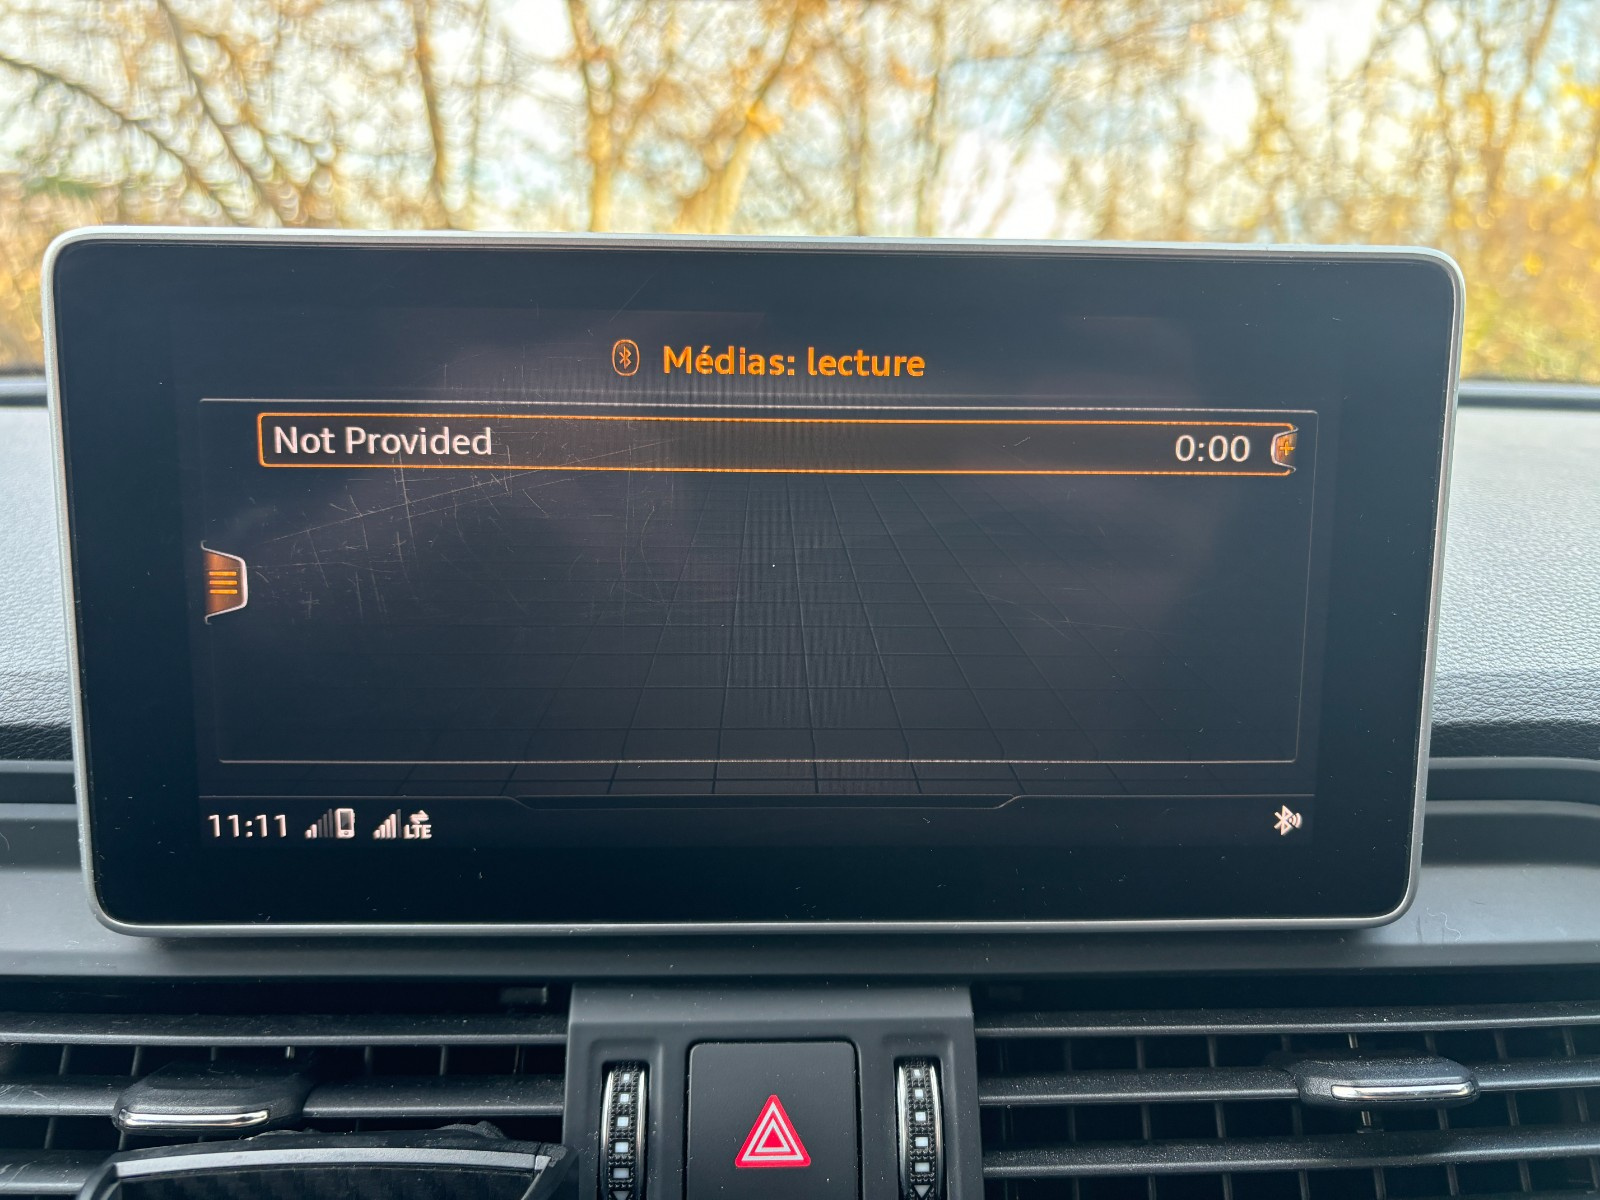 Médias: lecture
Not Provided 0:00
11:11 LTE